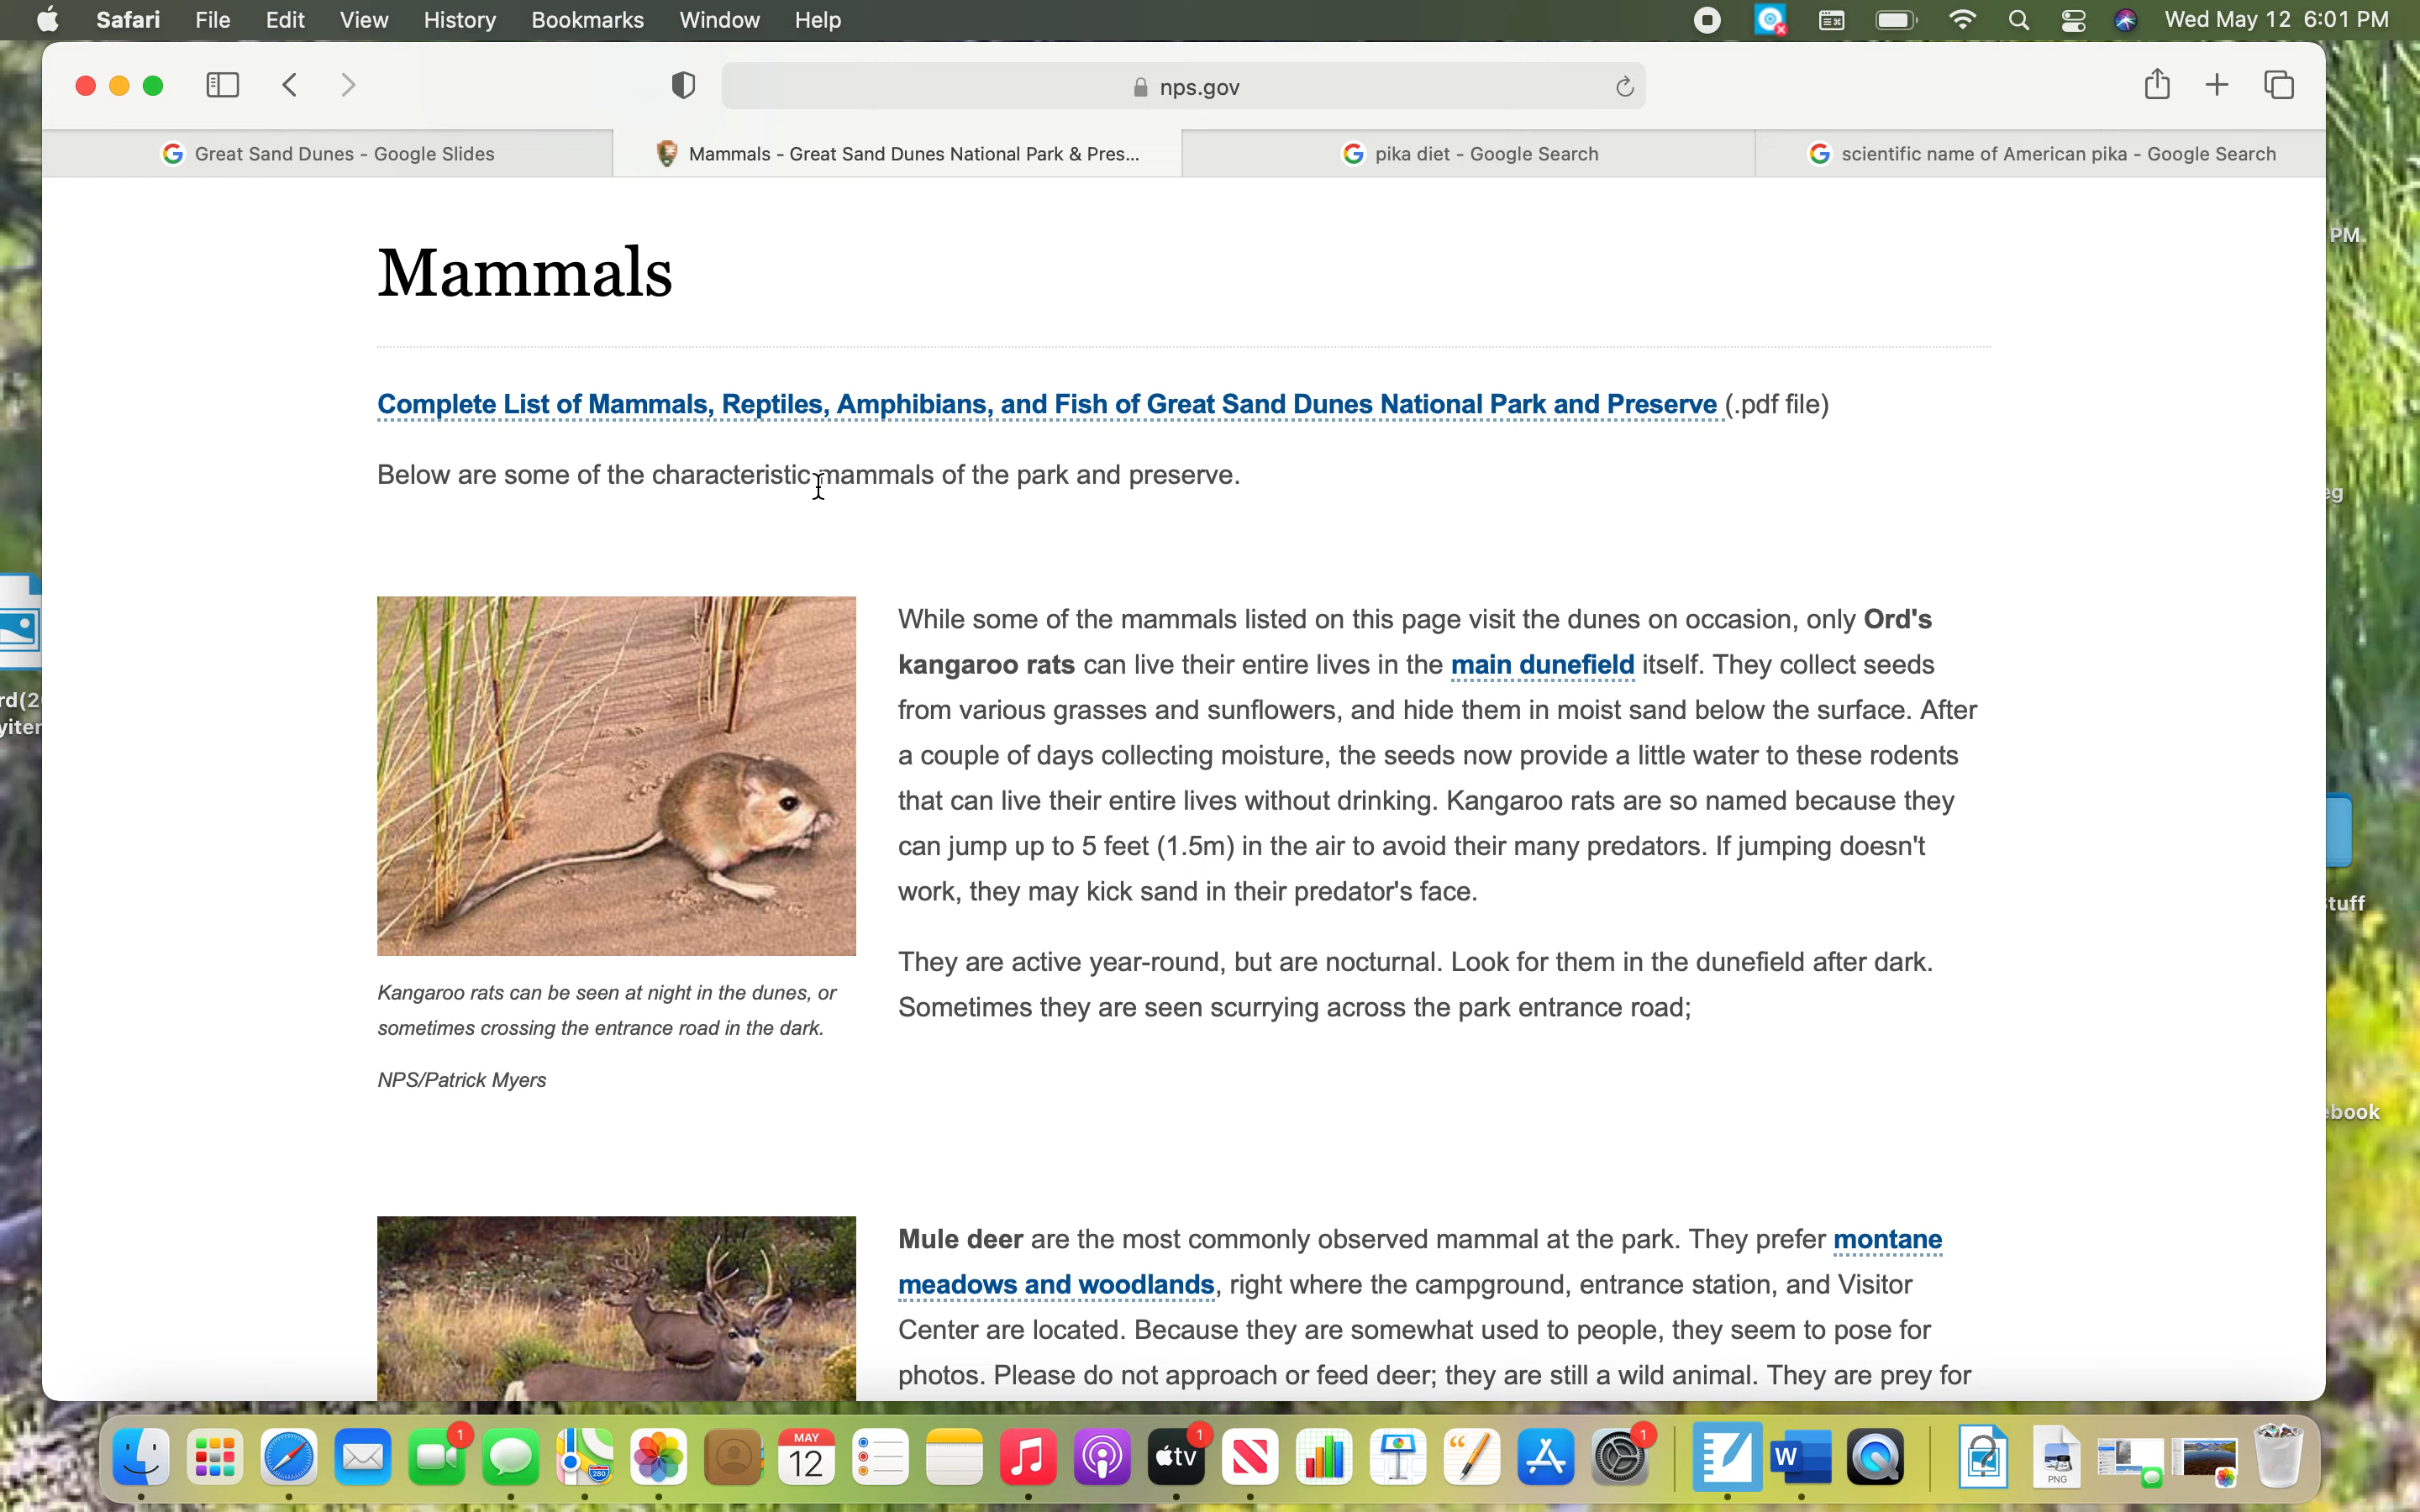 Safari File Edit View History Bookmarks Window Help Wed May 12 6:01 PM
nps.gov
Great Sand Dunes - Google Slides
Mammals - Great Sand Dunes National Park & Pres...
pika diet - Google Search
scientific name of American pika - Google Search
PM
Mammals
Complete List of Mammals, Reptiles, Amphibians, and Fish of Great Sand Dunes National Park and Preserve (.pdf file)
Below are some of the characteristic mammals of the park and preserve.
eg
While some of the mammals listed on this page visit the dunes on occasion, only Ord's
kangaroo rats can live their entire lives in the main dunefield itself. They collect seeds
from various grasses and sunflowers, and hide them in moist sand below the surface. After
a couple of days collecting moisture, the seeds now provide a little water to these rodents
that can live their entire lives without drinking. Kangaroo rats are so named because they
can jump up to 5 feet (1.5m) in the air to avoid their many predators. If jumping doesn't
work, they may kick sand in their predator's face.
They are active year-round, but are nocturnal. Look for them in the dunefield after dark.
Sometimes they are seen scurrying across the park entrance road;
rd(2
yiter
Kangaroo rats can be seen at night in the dunes, or
sometimes crossing the entrance road in the dark.
NPS/Patrick Myers
tuff
ebook
Mule deer are the most commonly observed mammal at the park. They prefer montane
meadows and woodlands, right where the campground, entrance station, and Visitor
Center are located. Because they are somewhat used to people, they seem to pose for
photos. Please do not approach or feed deer; they are still a wild animal. They are prey for
1
280
MAY
12
tv
1
1
W
PNG